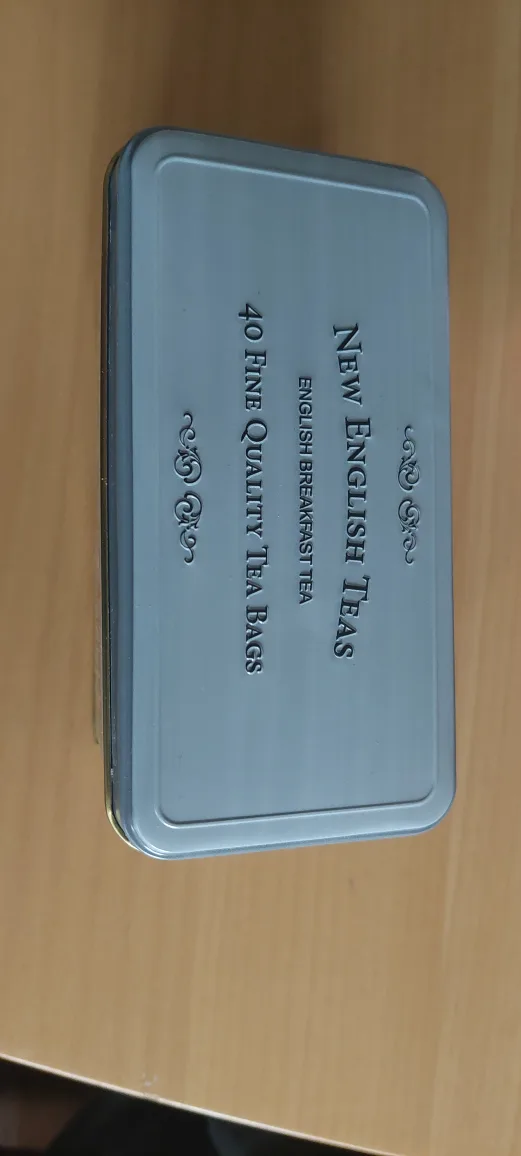 New English Teas
ENGLISH BREAKFAST TEA
40 Fine Quality Tea Bags